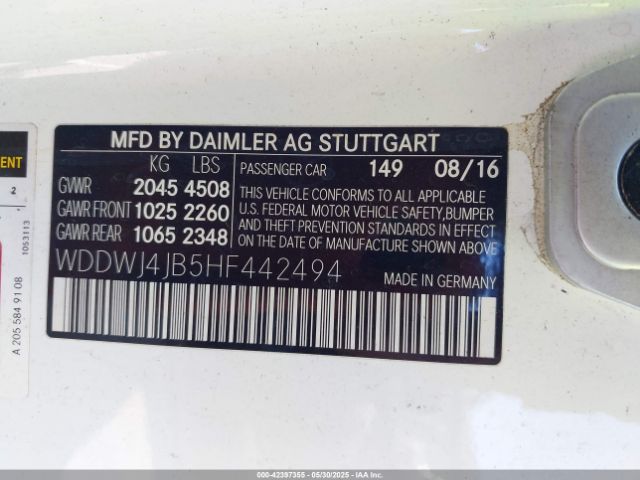 MFD BY DAIMLER AG STUTTGART
KG LBS
PASSENGER CAR 149 08/16
GVWR 2045 4508
GAWR FRONT 1025 2260
GAWR REAR 1065 2348
THIS VEHICLE CONFORMS TO ALL APPLICABLE
U.S. FEDERAL MOTOR VEHICLE SAFETY,BUMPER
AND THEFT PREVENTION STANDARDS IN
EFFECT ON THE DATE OF MANUFACTURE
SHOWN ABOVE.
WDDWJ4JB5HF442494
MADE IN GERMANY
2
1053113
A 205 584 91 08
000-42397355 - 05/30/2025 - IAAI.COM